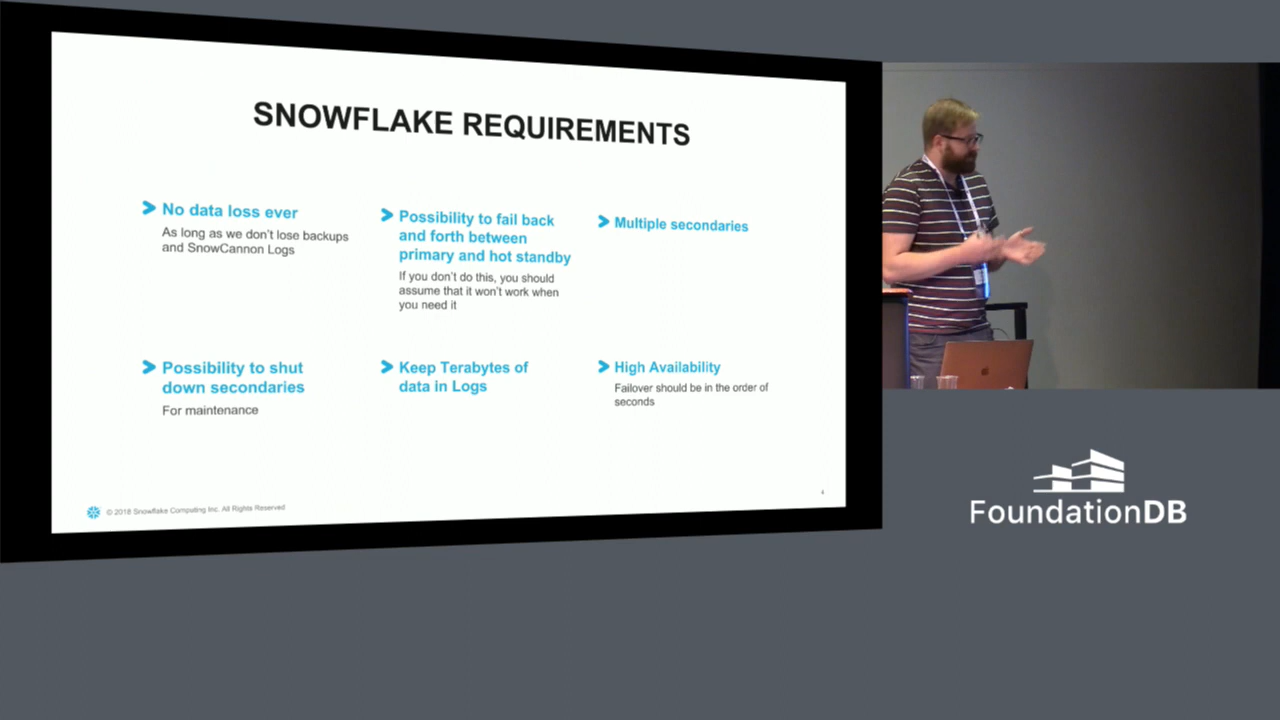 SNOWFLAKE REQUIREMENTS
No data loss ever
As long as we don't lose backups
and SnowCannon Logs
Possibility to fail back
and forth between
primary and hot standby
If you don't do this, you should
assume that it won't work when
you need it
Multiple secondaries
Possibility to shut
down secondaries
For maintenance
Keep Terabytes of
data in Logs
High Availability
Failover should be in the order of
seconds
4
© 2018 Snowflake Computing Inc. All Rights Reserved
FoundationDB